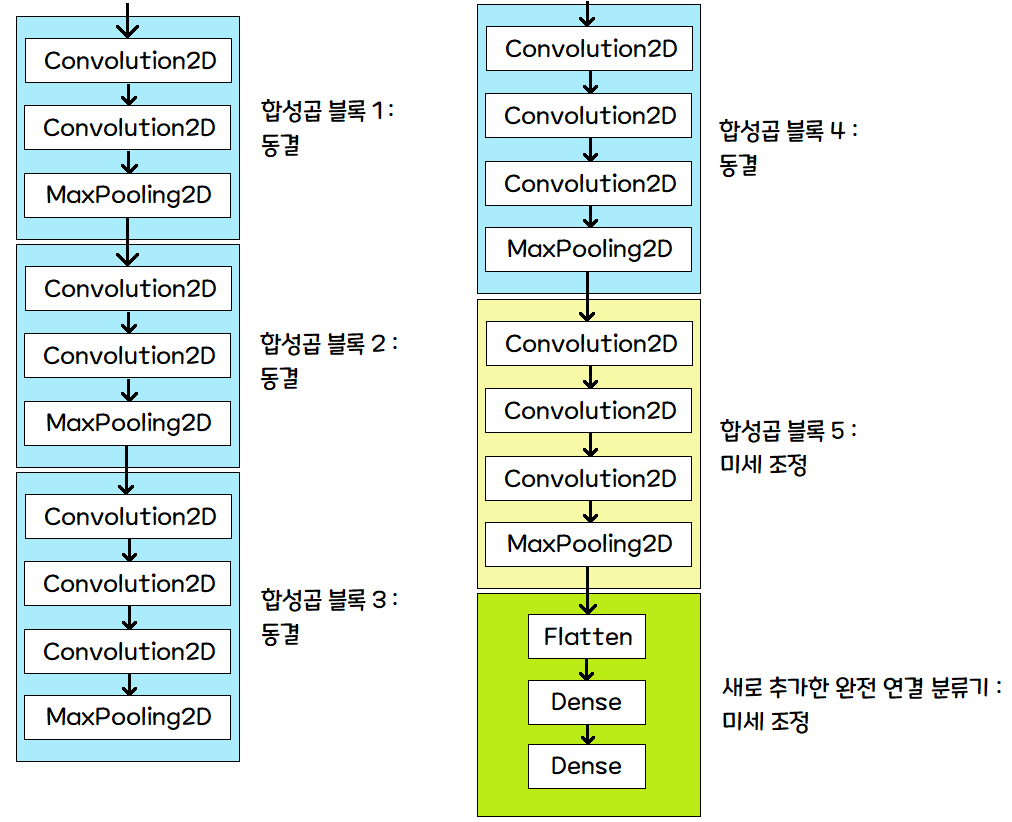 Convolution2D
Convolution2D
MaxPooling2D
합성곱 블록 1 :
동결
Convolution2D
Convolution2D
MaxPooling2D
합성곱 블록 2 :
동결
Convolution2D
Convolution2D
Convolution2D
MaxPooling2D
합성곱 블록 3 :
동결
Convolution2D
Convolution2D
Convolution2D
MaxPooling2D
합성곱 블록 4 :
동결
Convolution2D
Convolution2D
Convolution2D
MaxPooling2D
합성곱 블록 5 :
미세 조정
Flatten
Dense
Dense
새로 추가한 완전 연결 분류기 :
미세 조정